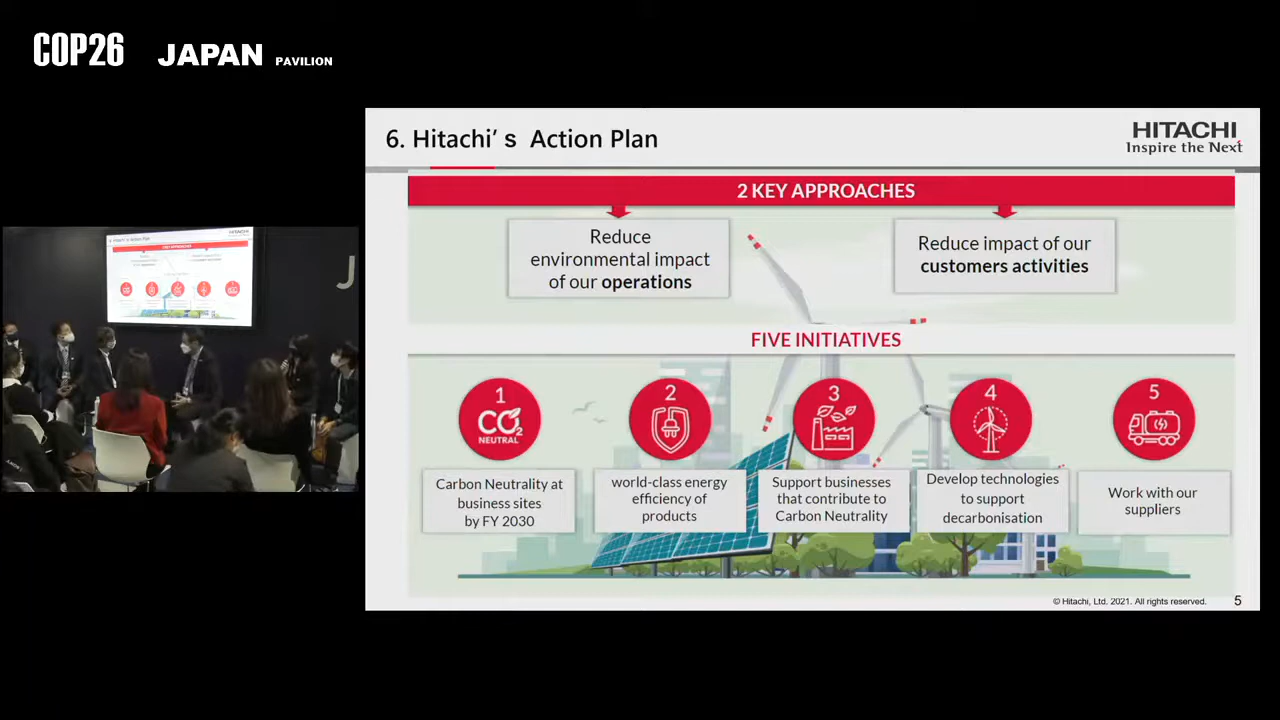 COP26 JAPAN PAVILION
6. Hitachi's Action Plan
HITACHI
Inspire the Next
2 KEY APPROACHES
Reduce
environmental impact
of our operations
Reduce impact of our
customers activities
FIVE INITIATIVES
1
CO2
NEUTRAL
Carbon Neutrality at
business sites
by FY 2030
2
world-class energy
efficiency of
products
3
Support businesses
that contribute to
Carbon Neutrality
4
Develop technologies
to support
decarbonisation
5
Work with our
suppliers
© Hitachi, Ltd. 2021. All rights reserved.
5
J